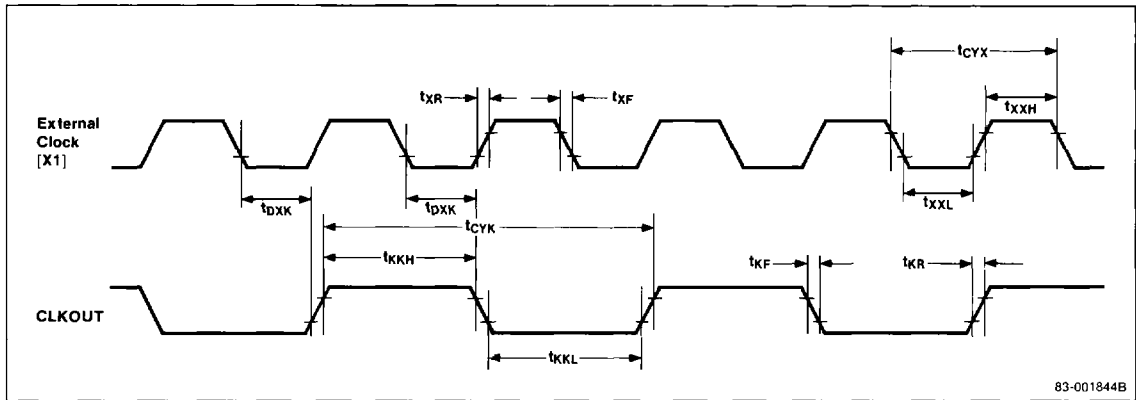 tCYX
tXR
tXF
tXXH
External
Clock
[X1]
tDXK
tDXK
tXXL
tCYK
tKKH
tKF
tKR
CLKOUT
tKKL
83-001844B